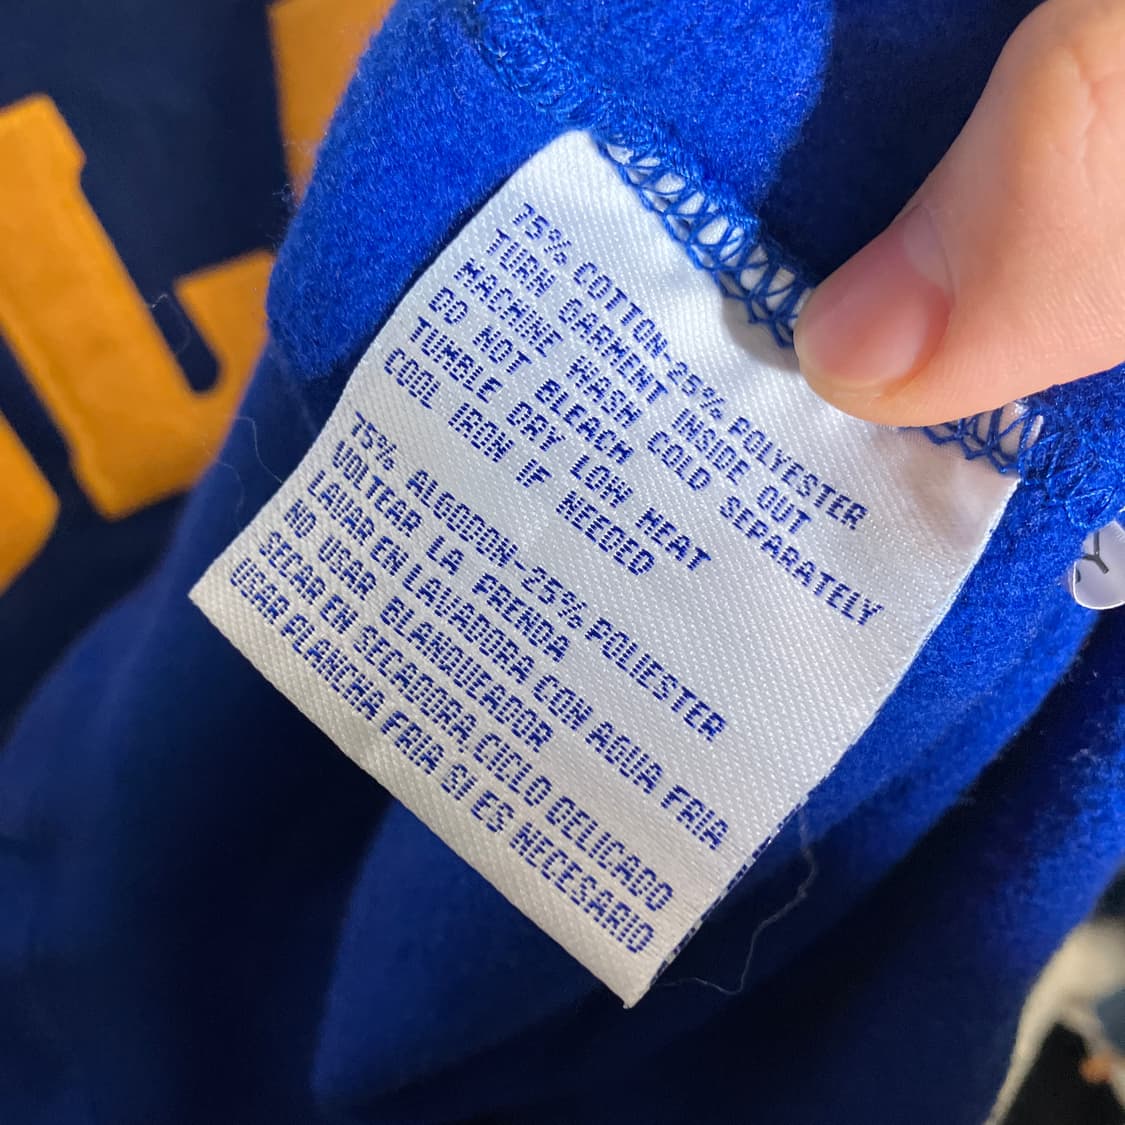 75% COTTON-25% POLYESTER
TURN GARMENT INSIDE OUT
MACHINE WASH COLD SEPARATELY
DO NOT BLEACH
TUMBLE DRY LOW HEAT
COOL IRON IF NEEDED
75% ALGODON-25% POLIESTER
VOLTEAR LA PRENDA
LAVAR EN LAVADORA CON AGUA FRIA
NO USAR BLANQUEADOR
SECAR EN SECADORA, CICLO DELICADO
USAR PLANCHA FRIA SI ES NECESARIO